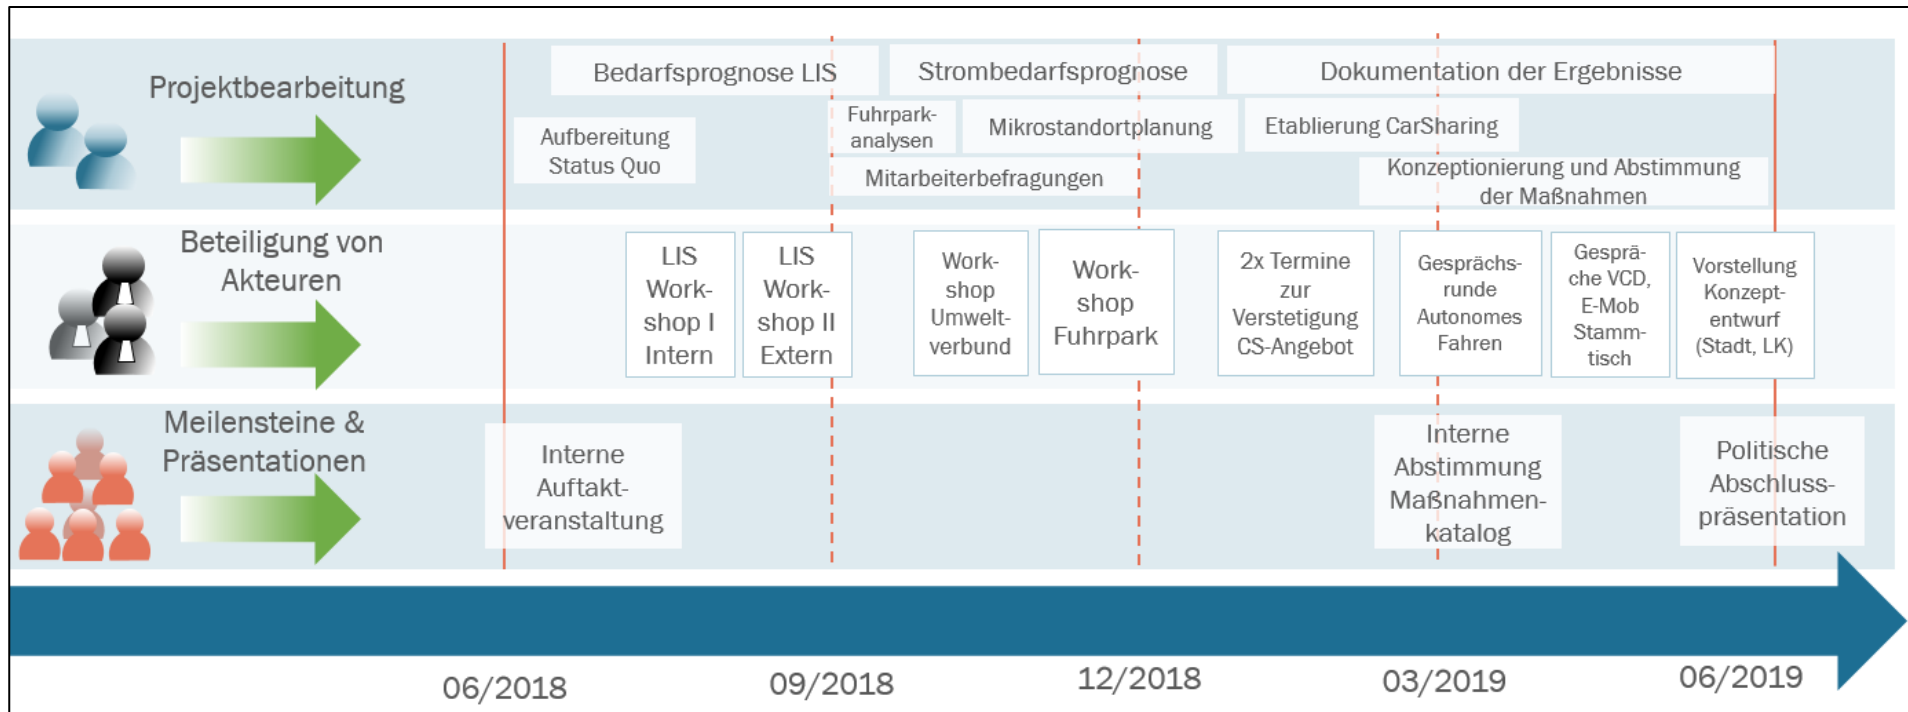 Projektbearbeitung
Bedarfsprognose LIS
Strombedarfsprognose
Dokumentation der Ergebnisse
Aufbereitung
Status Quo
Fuhrpark-
analysen
Mikrostandortplanung
Etablierung CarSharing
Mitarbeiterbefragungen
Konzeptionierung und Abstimmung
der Maßnahmen
Beteiligung von
Akteuren
LIS
Work-
shop I
Intern
LIS
Work-
shop II
Extern
Work-
shop
Umwelt-
verbund
Work-
shop
Fuhrpark
2x Termine
zur
Verstetigung
CS-Angebot
Gesprächs-
runde
Autonomes
Fahren
Gesprä-
che VCD,
E-Mob
Stamm-
tisch
Vorstellung
Konzept-
entwurf
(Stadt, LK)
Meilensteine &
Präsentationen
Interne
Auftakt-
veranstaltung
Interne
Abstimmung
Maßnahmen-
katalog
Politische
Abschluss-
präsentation
06/2018
09/2018
12/2018
03/2019
06/2019